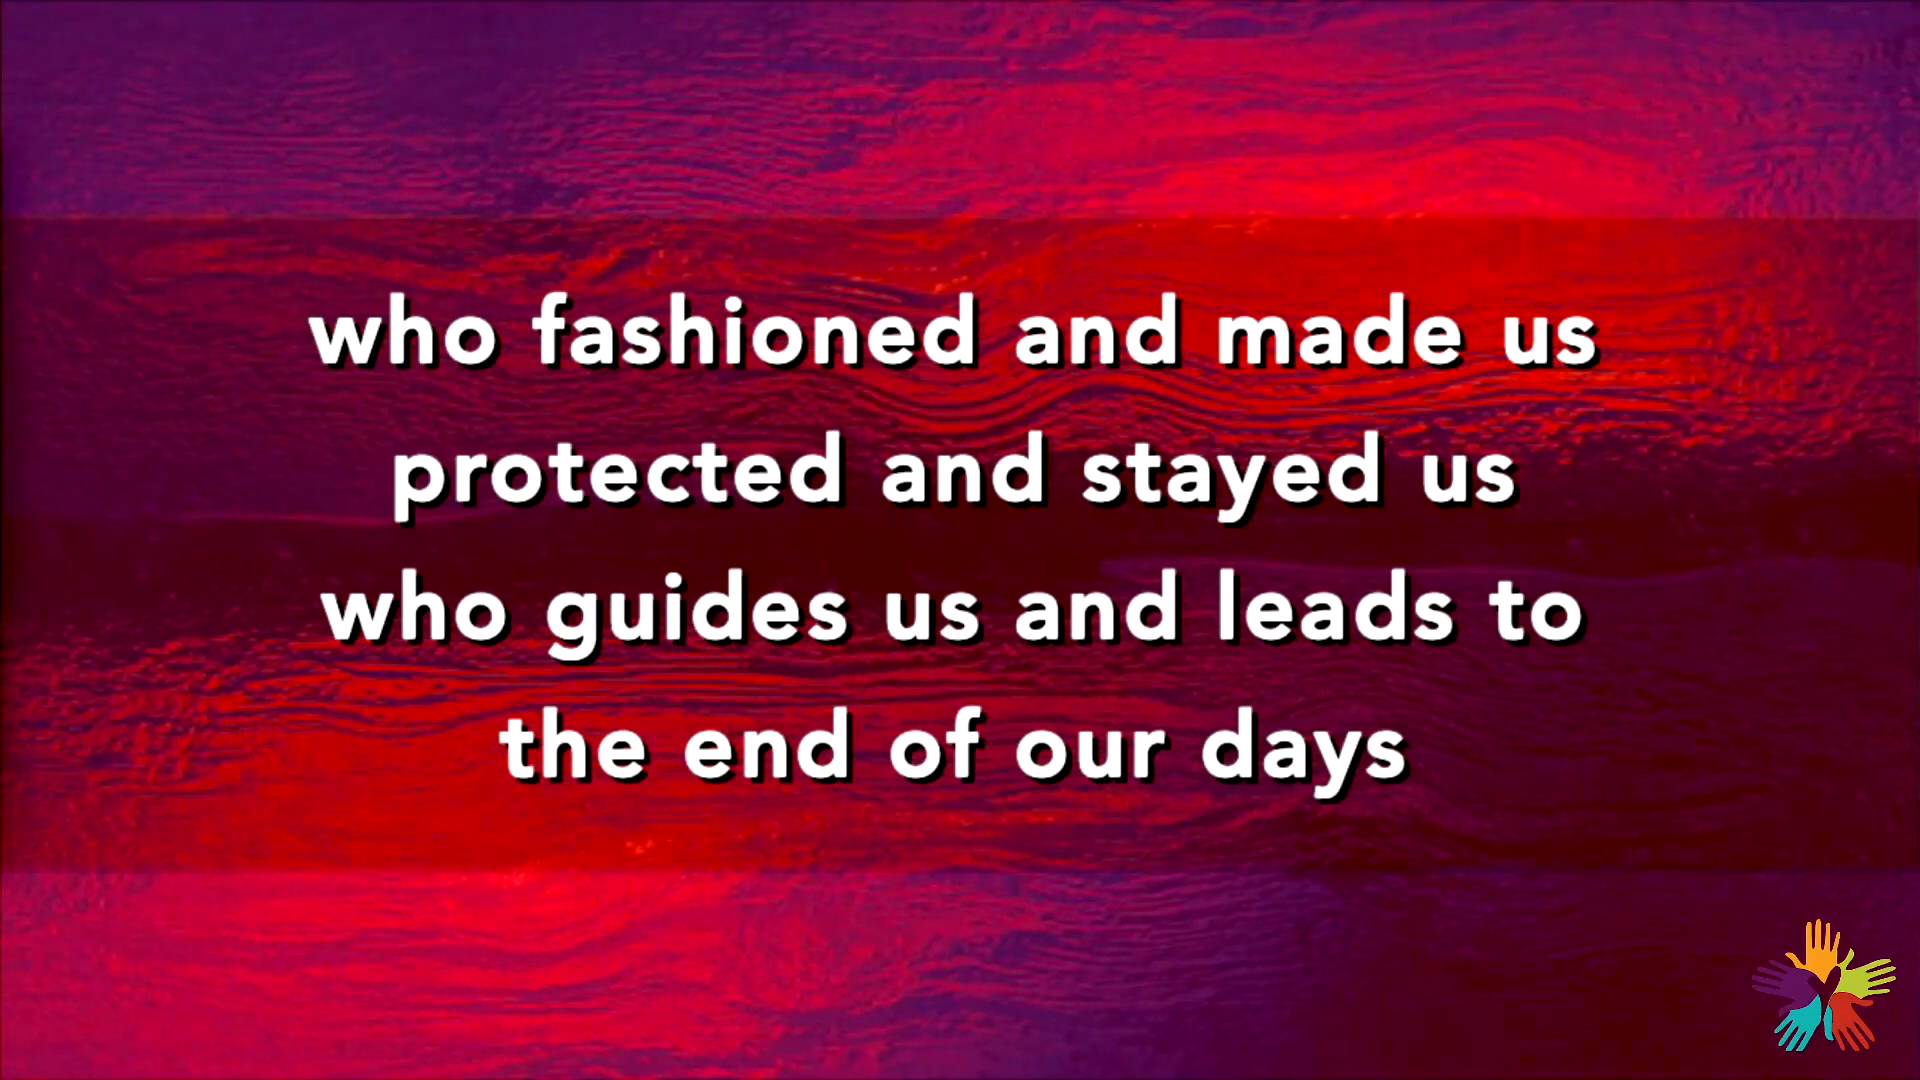 who fashioned and made us
protected and stayed us
who guides us and leads to
the end of our days